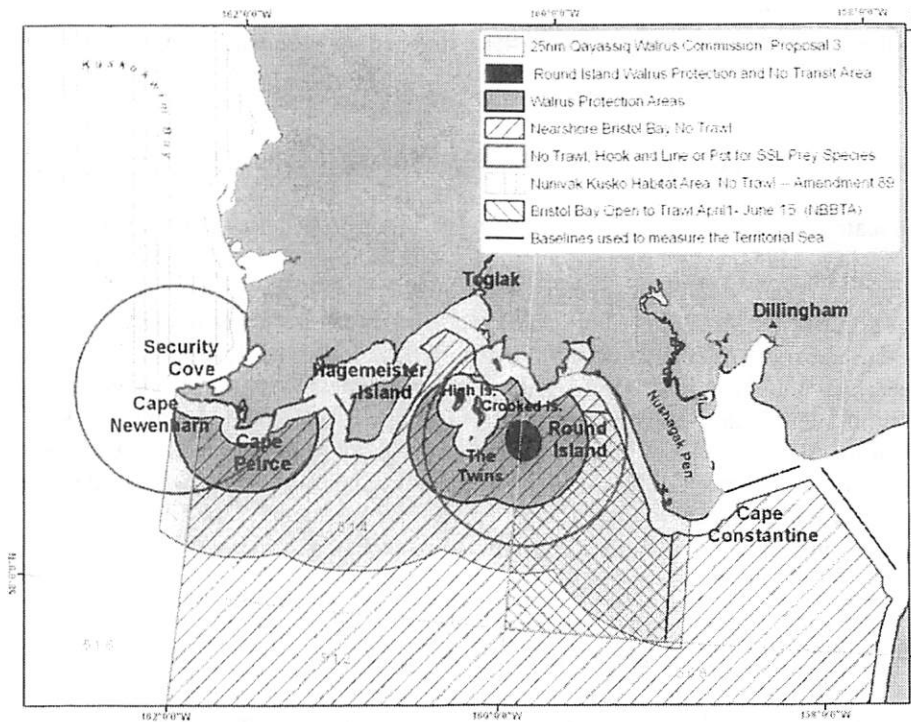 162°0'0"W
160°0'0"W
158°0'0"W
Kuskokwim Bay
25nm Qayassiq Walrus Commission Proposal 3
Round Island Walrus Protection and No Transit Area
Walrus Protection Areas
Nearshore Bristol Bay No Trawl
No Trawl, Hook and Line or Pot for SSL Prey Species
Nunivak Kusko Habitat Area No Trawl -- Amendment 89
Bristol Bay Open to Trawl April1- June 15 (NBBTA)
Baselines used to measure the Territorial Sea
Togiak
Dillingham
Security
Cove
Hagemeister
Island
High Is.
Crooked Is.
Cape
Newenham
Cape
Peirce
The
Twins
Round
Island
Nushagak Pen
Cape
Constantine
514
512
162°0'0"W
160°0'0"W
158°0'0"W